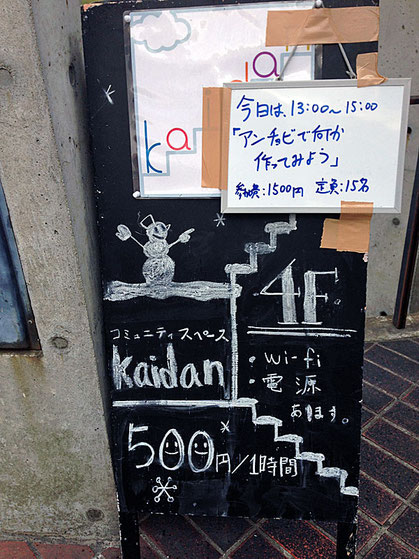 kaidan
今日は、13:00〜15:00
「アンチョビで何か
作ってみよう」
参加費:1500円 定員:15名
4F
コミュニティスペース
kaidan
・wi-fi
・電源
あります。
500円/1時間